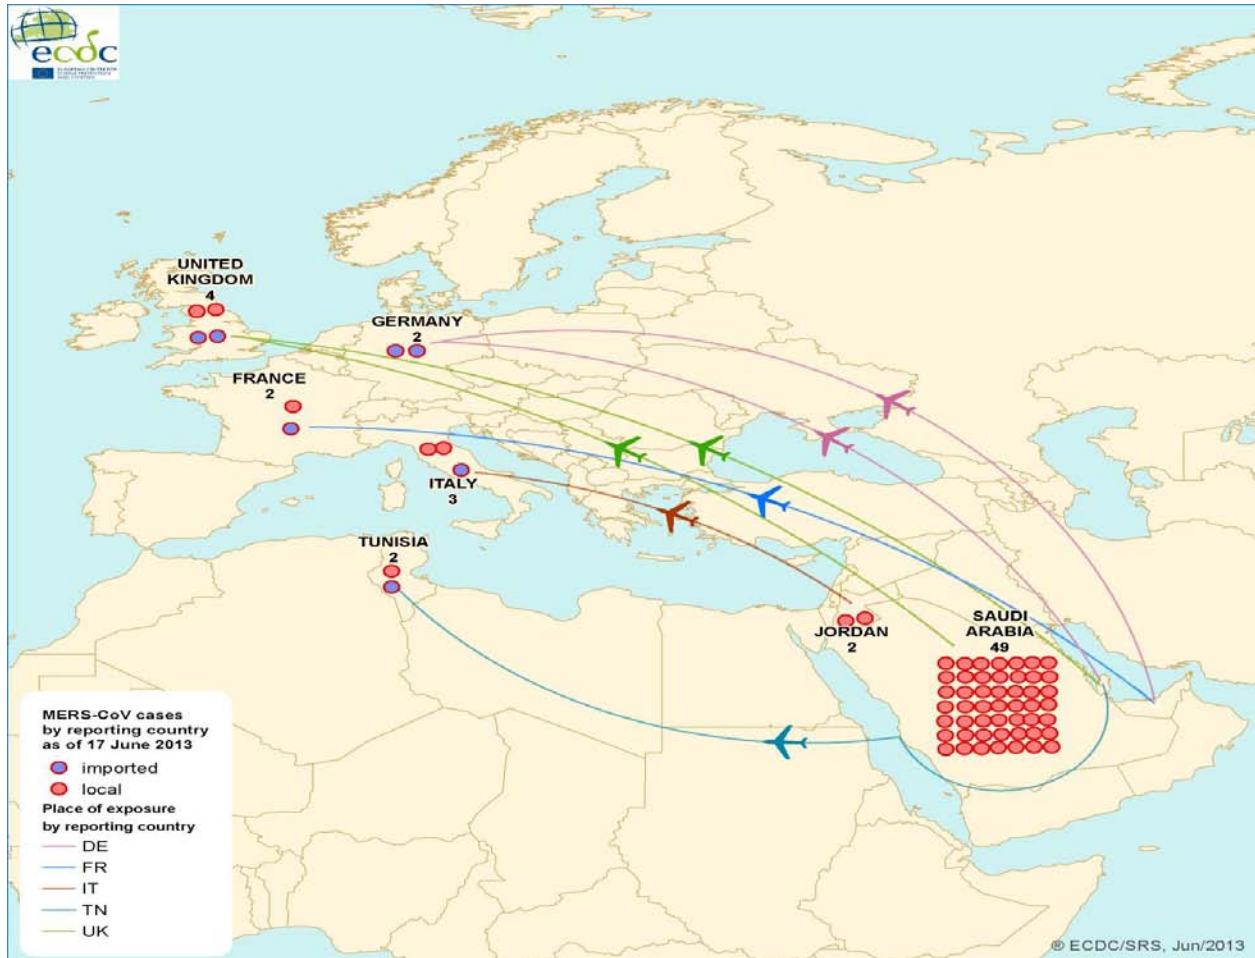 ecdc
UNITED
KINGDOM
4
GERMANY
2
FRANCE
2
ITALY
3
TUNISIA
2
JORDAN
2
SAUDI
ARABIA
49
MERS-CoV cases
by reporting country
as of 17 June 2013
imported
local
Place of exposure
by reporting country
DE
FR
IT
TN
UK
® ECDC/SRS, Jun/2013